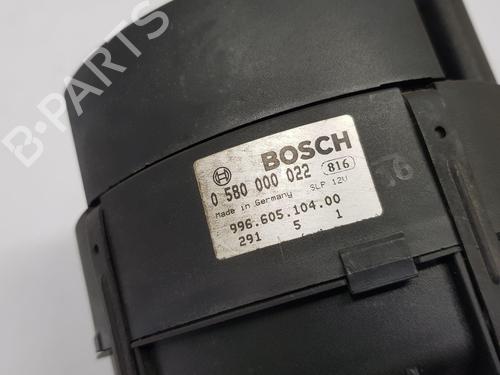 BOSCH
0 580 000 022 816
Made in Germany SLP 12V
996.605.104.00
291 5 1
B-PARTS